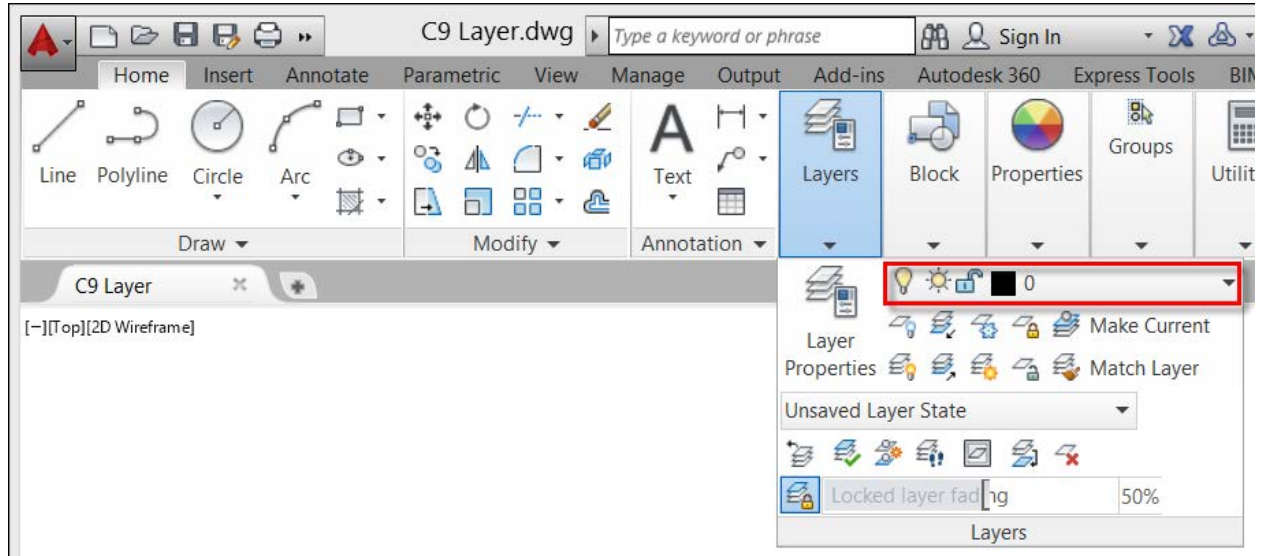 C9 Layer.dwg Type a keyword or phrase Sign In
Home Insert Annotate Parametric View Manage Output Add-ins Autodesk 360 Express Tools BIM
Line Polyline Circle Arc Text Layers Block Properties Groups
Draw Modify Annotation
C9 Layer
0
[–][Top][2D Wireframe]
Layer Properties
Make Current
Match Layer
Unsaved Layer State
Locked layer fading 50%
Layers